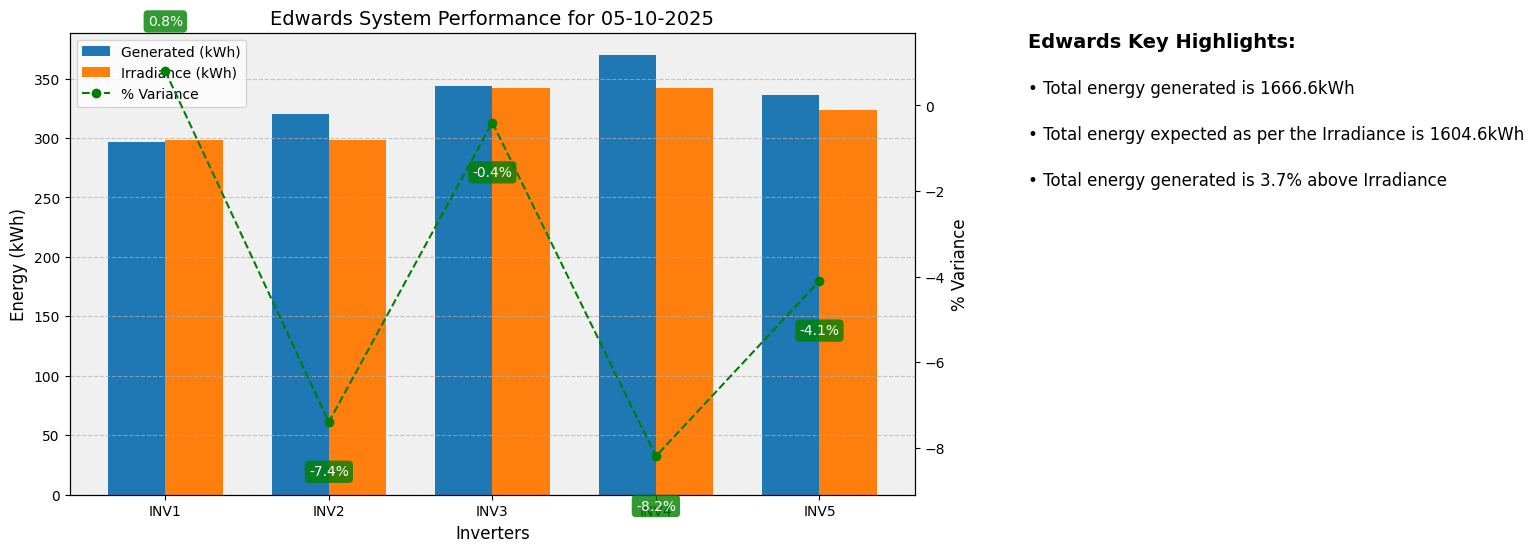 0.8%
Edwards System Performance for 05-10-2025
Generated (kWh)
Irradiance (kWh)
% Variance
Energy (kWh)
350
300
250
200
150
100
50
0
0
−2
−4
−6
−8
% Variance
-0.4%
-4.1%
-7.4%
-8.2%
INV1
INV2
INV3
INV4
INV5
Inverters
Edwards Key Highlights:
• Total energy generated is 1666.6kWh
• Total energy expected as per the Irradiance is 1604.6kWh
• Total energy generated is 3.7% above Irradiance